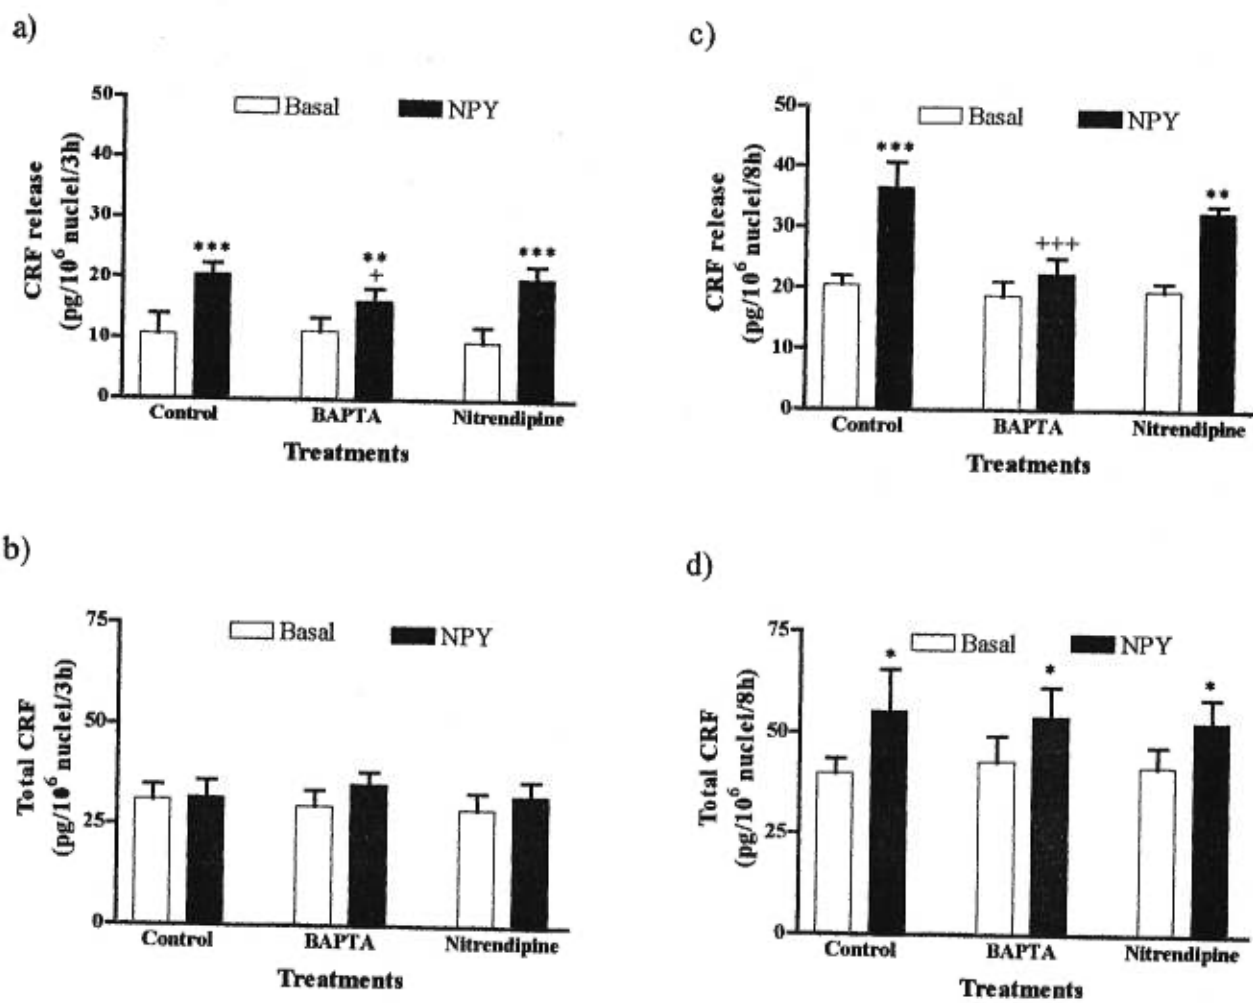 a)
Basal NPY
CRF release
(pg/10⁶ nuclei/3h)
50
40
30
20
10
0
*** ** + ***
Control BAPTA Nitrendipine
Treatments
c)
Basal NPY
CRF release
(pg/10⁶ nuclei/8h)
50
40
30
20
10
0
*** +++ **
Control BAPTA Nitrendipine
Treatments
b)
Basal NPY
Total CRF
(pg/10⁶ nuclei/3h)
75
50
25
0
Control BAPTA Nitrendipine
Treatments
d)
Basal NPY
Total CRF
(pg/10⁶ nuclei/8h)
75
50
25
0
* * *
Control BAPTA Nitrendipine
Treatments